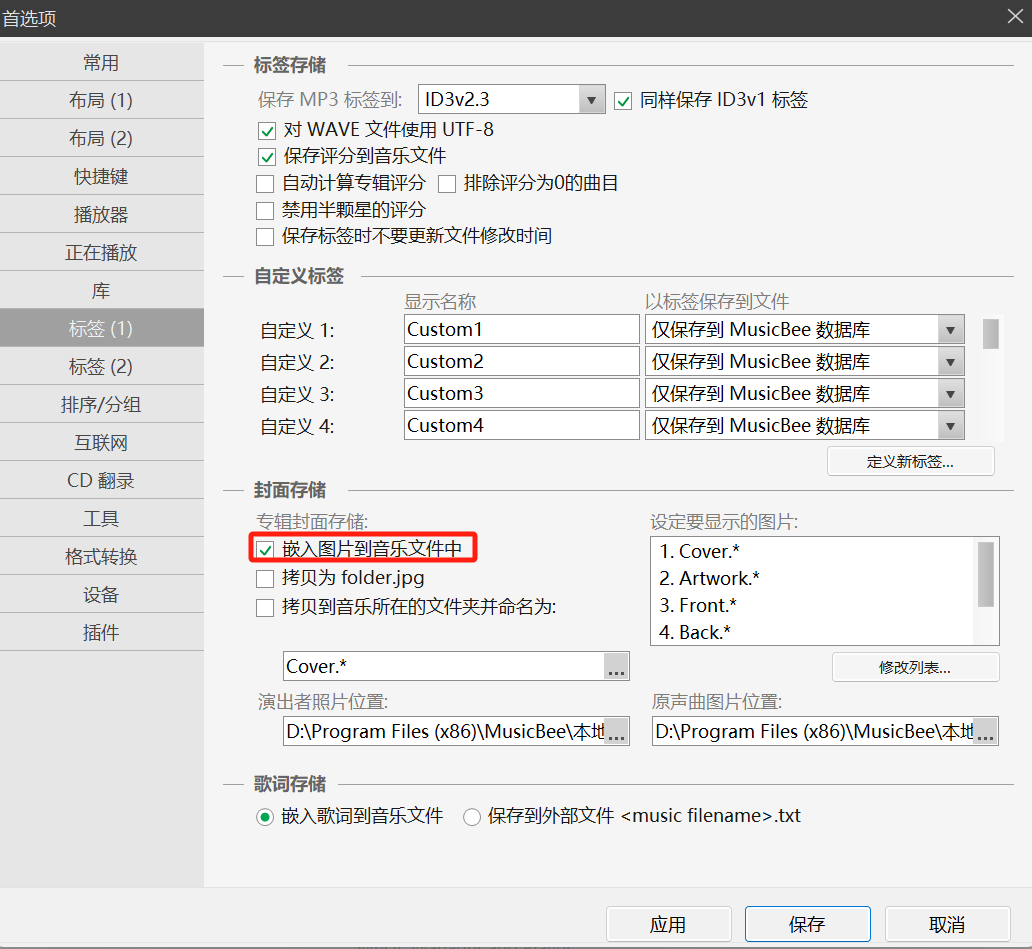 首选项
常用
布局 (1)
布局 (2)
快捷键
播放器
正在播放
库
标签 (1)
标签 (2)
排序/分组
互联网
CD 翻录
工具
格式转换
设备
插件
标签存储
保存 MP3 标签到: ID3v2.3 同样保存 ID3v1 标签
对 WAVE 文件使用 UTF-8
保存评分到音乐文件
自动计算专辑评分 排除评分为0的曲目
禁用半颗星的评分
保存标签时不要更新文件修改时间
自定义标签
显示名称 以标签保存到文件
自定义 1: Custom1 仅保存到 MusicBee 数据库
自定义 2: Custom2 仅保存到 MusicBee 数据库
自定义 3: Custom3 仅保存到 MusicBee 数据库
自定义 4: Custom4 仅保存到 MusicBee 数据库
定义新标签...
封面存储
专辑封面存储:
嵌入图片到音乐文件中
拷贝为 folder.jpg
拷贝到音乐所在的文件夹并命名为:
Cover.* ...
设定要显示的图片:
1. Cover.*
2. Artwork.*
3. Front.*
4. Back.*
修改列表...
演出者照片位置: 原声曲图片位置:
D:\Program Files (x86)\MusicBee\本地... D:\Program Files (x86)\MusicBee\本地...
歌词存储
嵌入歌词到音乐文件 保存到外部文件 <music filename>.txt
应用 保存 取消